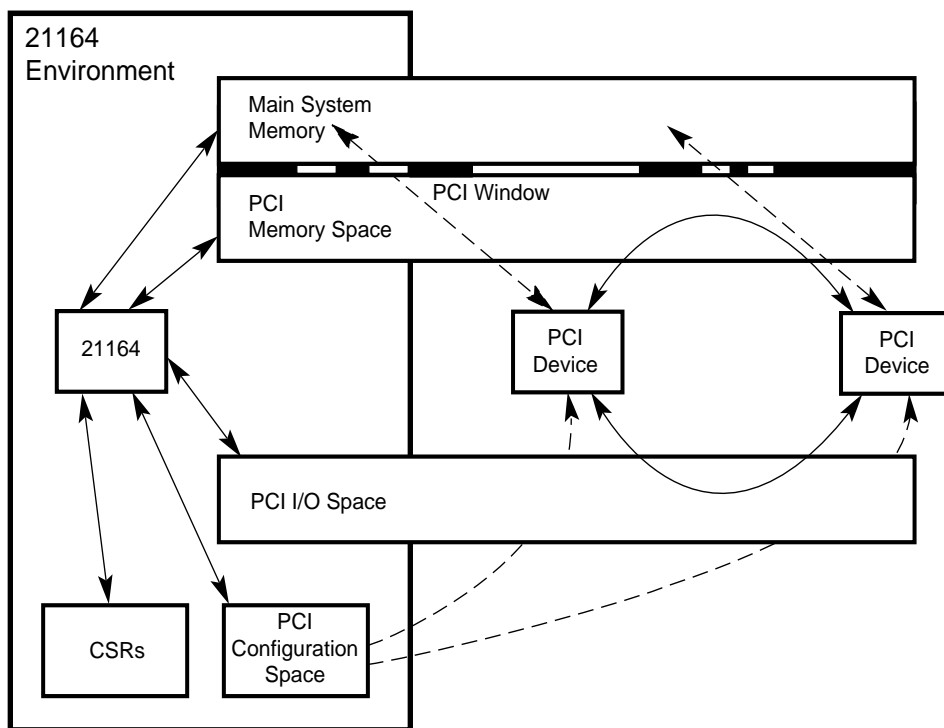 21164
Environment
Main System
Memory
PCI Window
PCI
Memory Space
21164
PCI
Device
PCI
Device
PCI I/O Space
CSRs
PCI
Configuration
Space